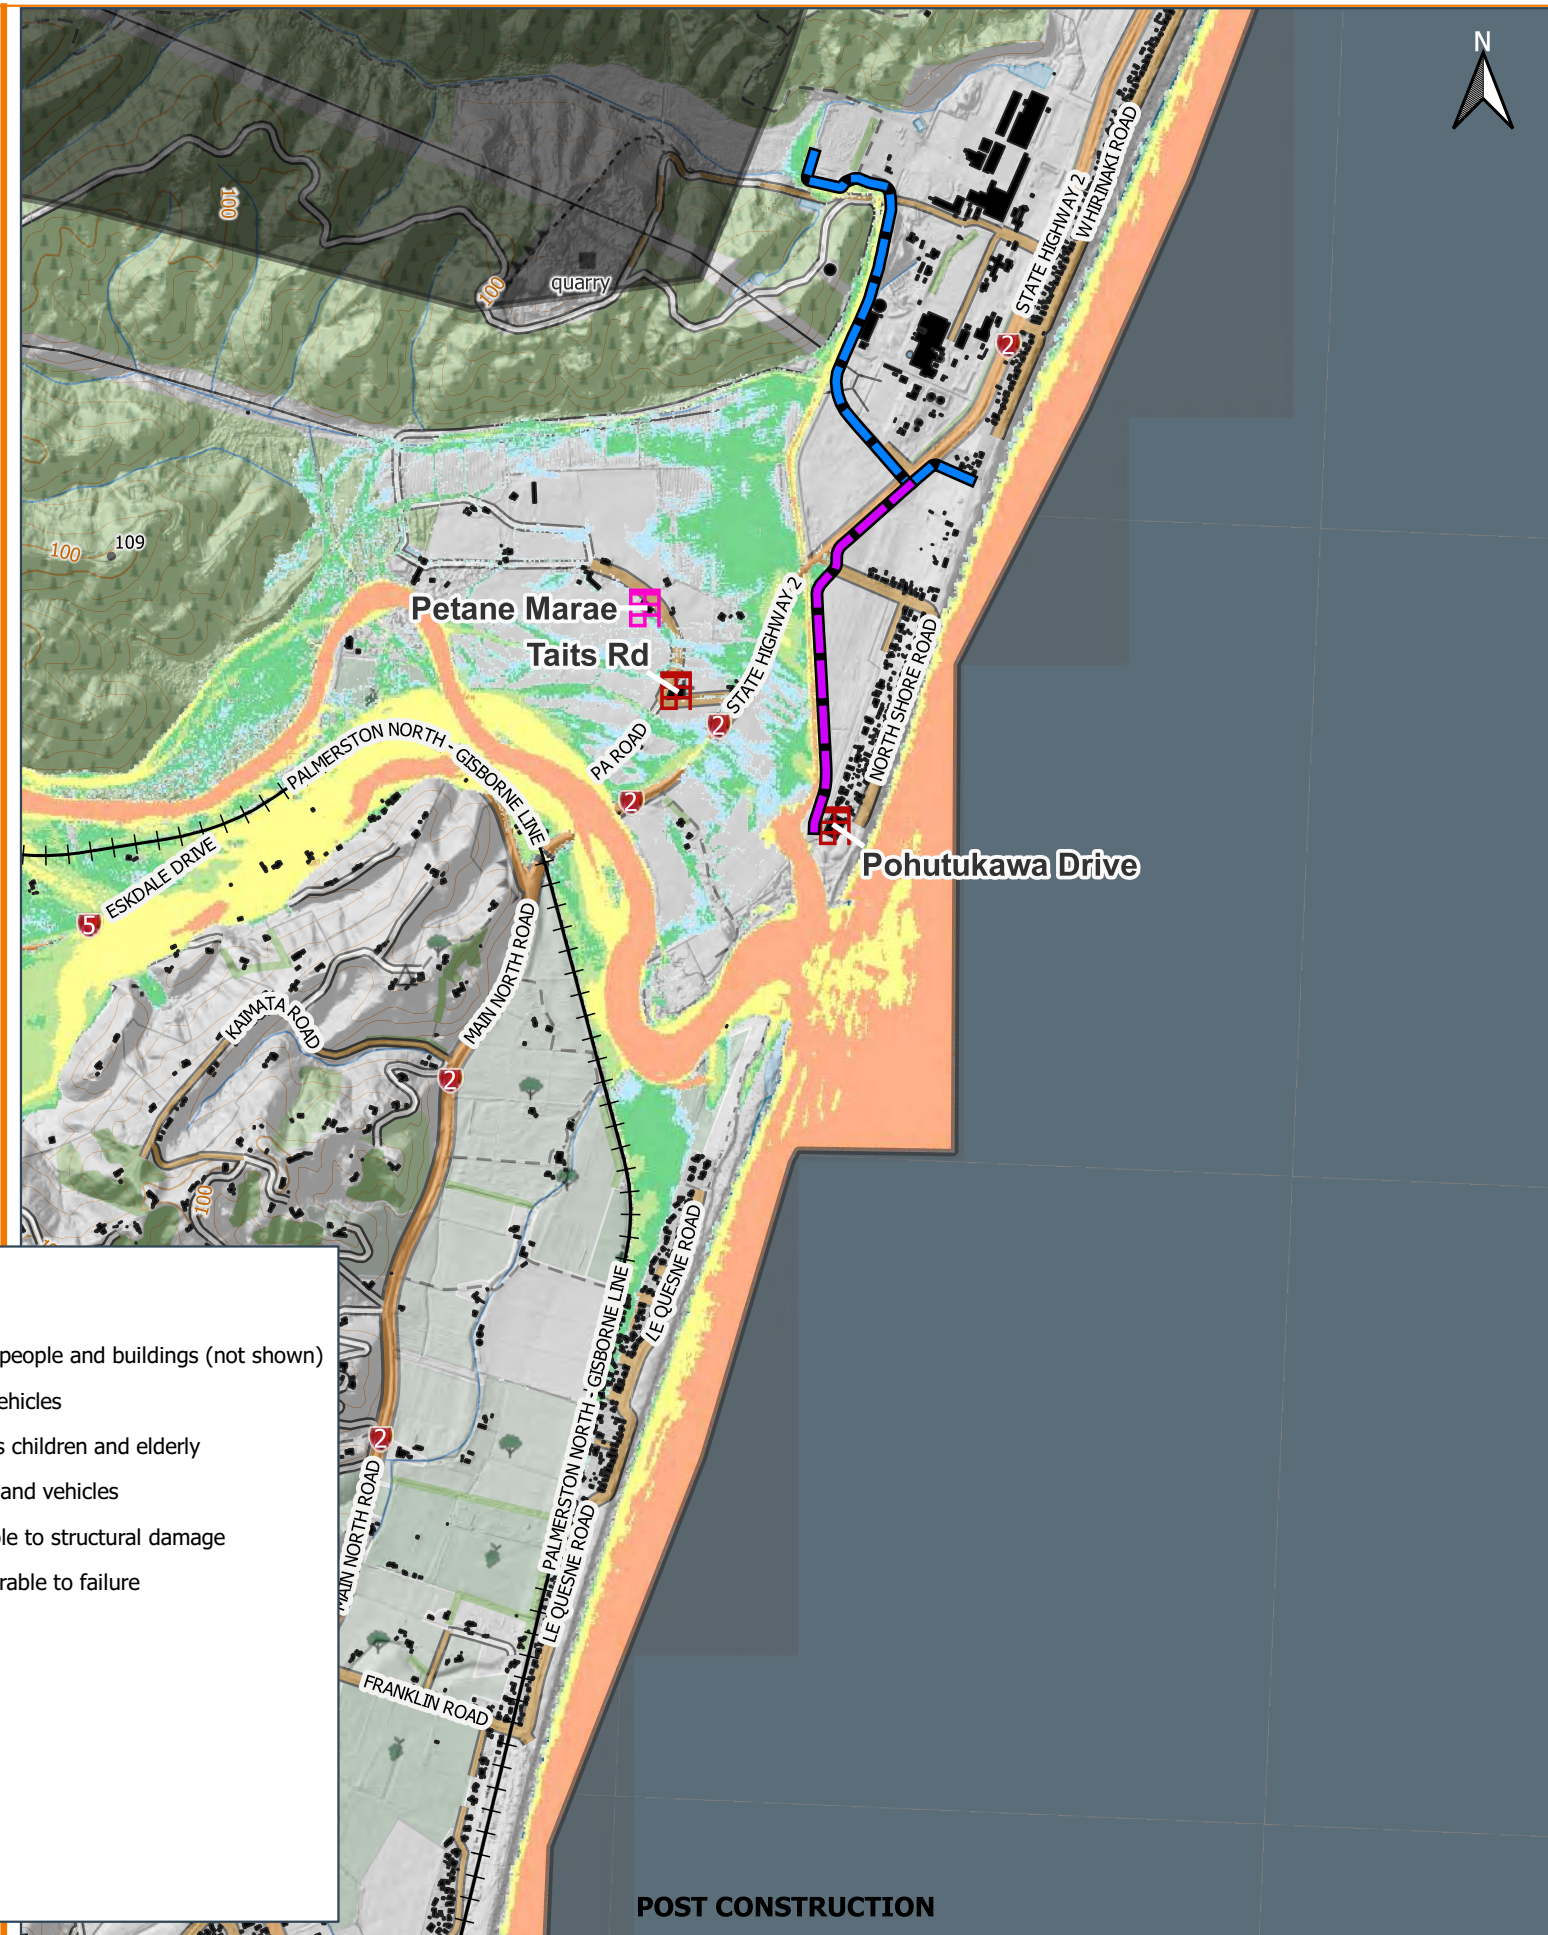 N
WHIRINAKI ROAD
STATE HIGHWAY 2
100
quarry
100
2
109
100
Petane Marae
Taits Rd
STATE HIGHWAY 2
NORTH SHORE ROAD
2
PA ROAD
PALMERSTON NORTH - GISBORNE LINE
2
ESKDALE DRIVE
5
Pohutukawa Drive
MAIN NORTH ROAD
KAIMATA ROAD
2
100
LE QUESNE ROAD
people and buildings (not shown)
ehicles
s children and elderly
and vehicles
le to structural damage
rable to failure
2
MAIN NORTH ROAD
PALMERSTON NORTH - GISBORNE LINE
LE QUESNE ROAD
FRANKLIN ROAD
POST CONSTRUCTION